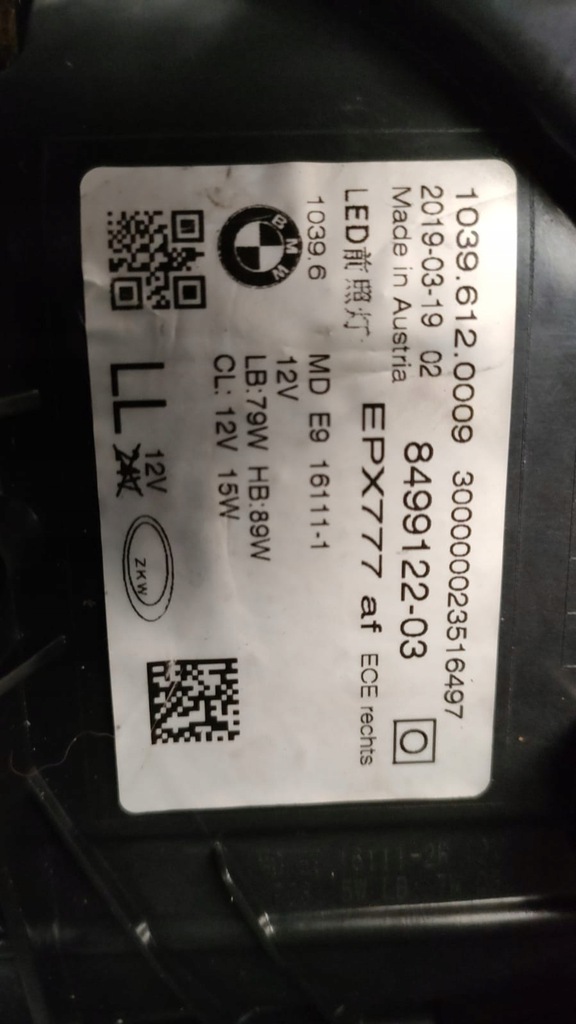 1039.612.0009 300000023516497
2019-03-19 02 8499122-03 O
Made in Austria
LED前照灯 EPX777 af ECE rechts
1039.6 MD E9 16111-1
BMW
12V
LB:79W HB:89W
CL: 12V 15W
LL 12V
ZKW